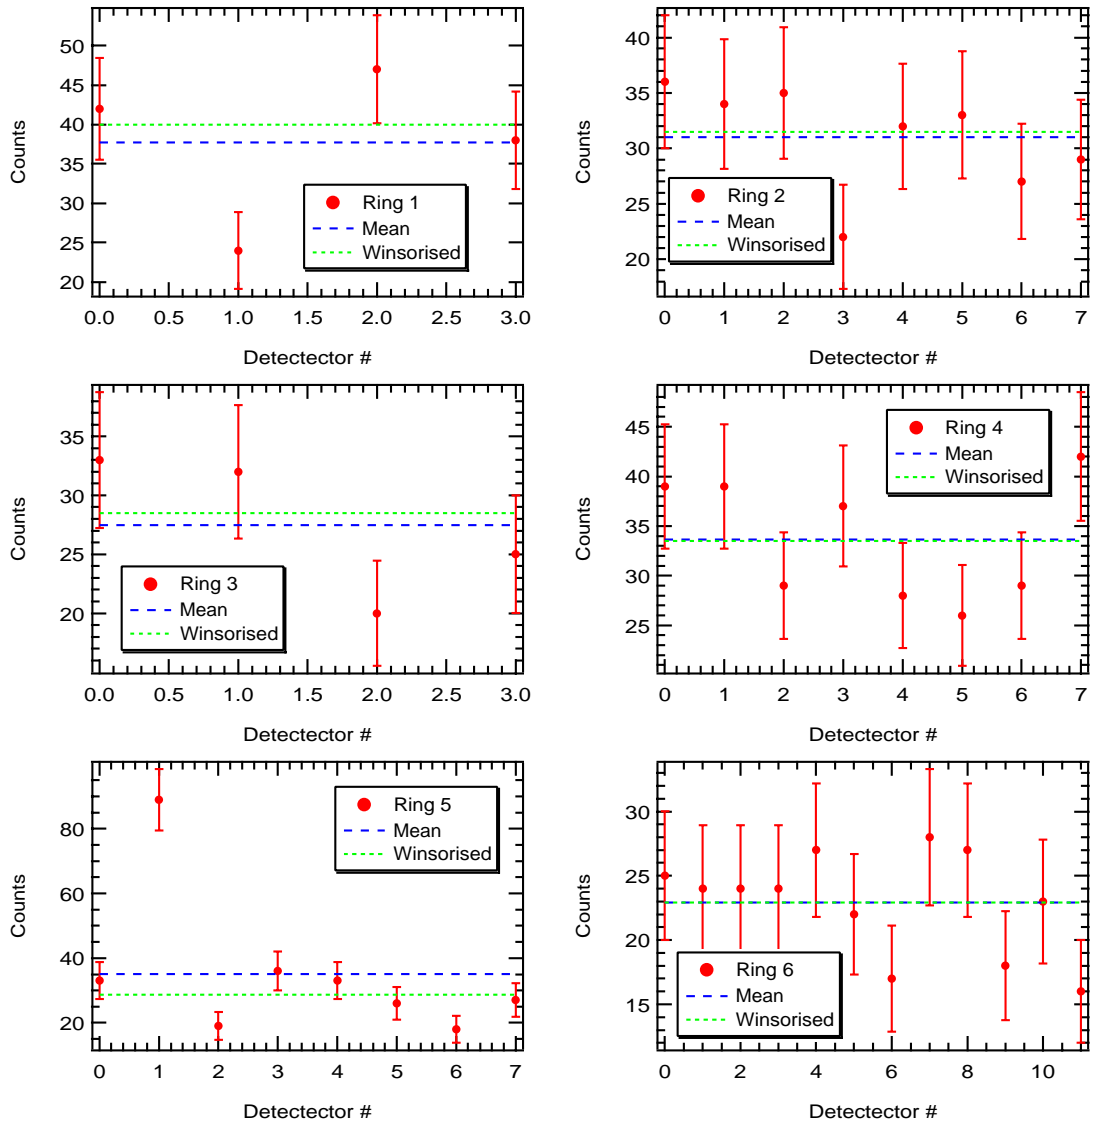 50
45
40
35
30
25
20
Counts
Ring 1
Mean
Winsorised
0.0 0.5 1.0 1.5 2.0 2.5 3.0
Detectector #
40
35
30
25
20
Counts
Ring 2
Mean
Winsorised
0 1 2 3 4 5 6 7
Detectector #
35
30
25
20
Counts
Ring 3
Mean
Winsorised
0.0 0.5 1.0 1.5 2.0 2.5 3.0
Detectector #
45
40
35
30
25
Counts
Ring 4
Mean
Winsorised
0 1 2 3 4 5 6 7
Detectector #
80
60
40
20
Counts
Ring 5
Mean
Winsorised
0 1 2 3 4 5 6 7
Detectector #
30
25
20
15
Counts
Ring 6
Mean
Winsorised
0 2 4 6 8 10
Detectector #